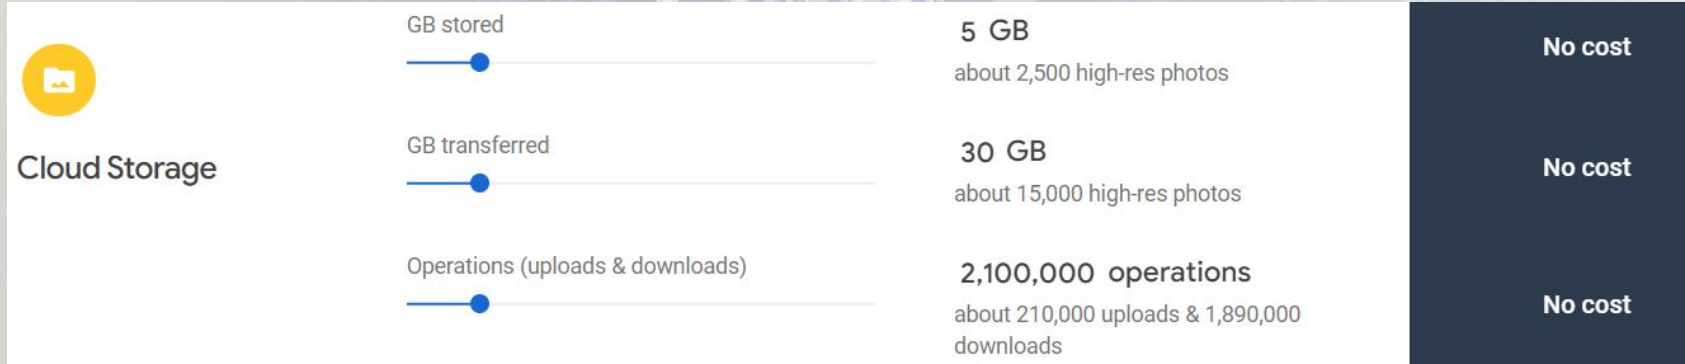 Cloud Storage
GB stored
5 GB
about 2,500 high-res photos
No cost
GB transferred
30 GB
about 15,000 high-res photos
No cost
Operations (uploads & downloads)
2,100,000 operations
about 210,000 uploads & 1,890,000
downloads
No cost